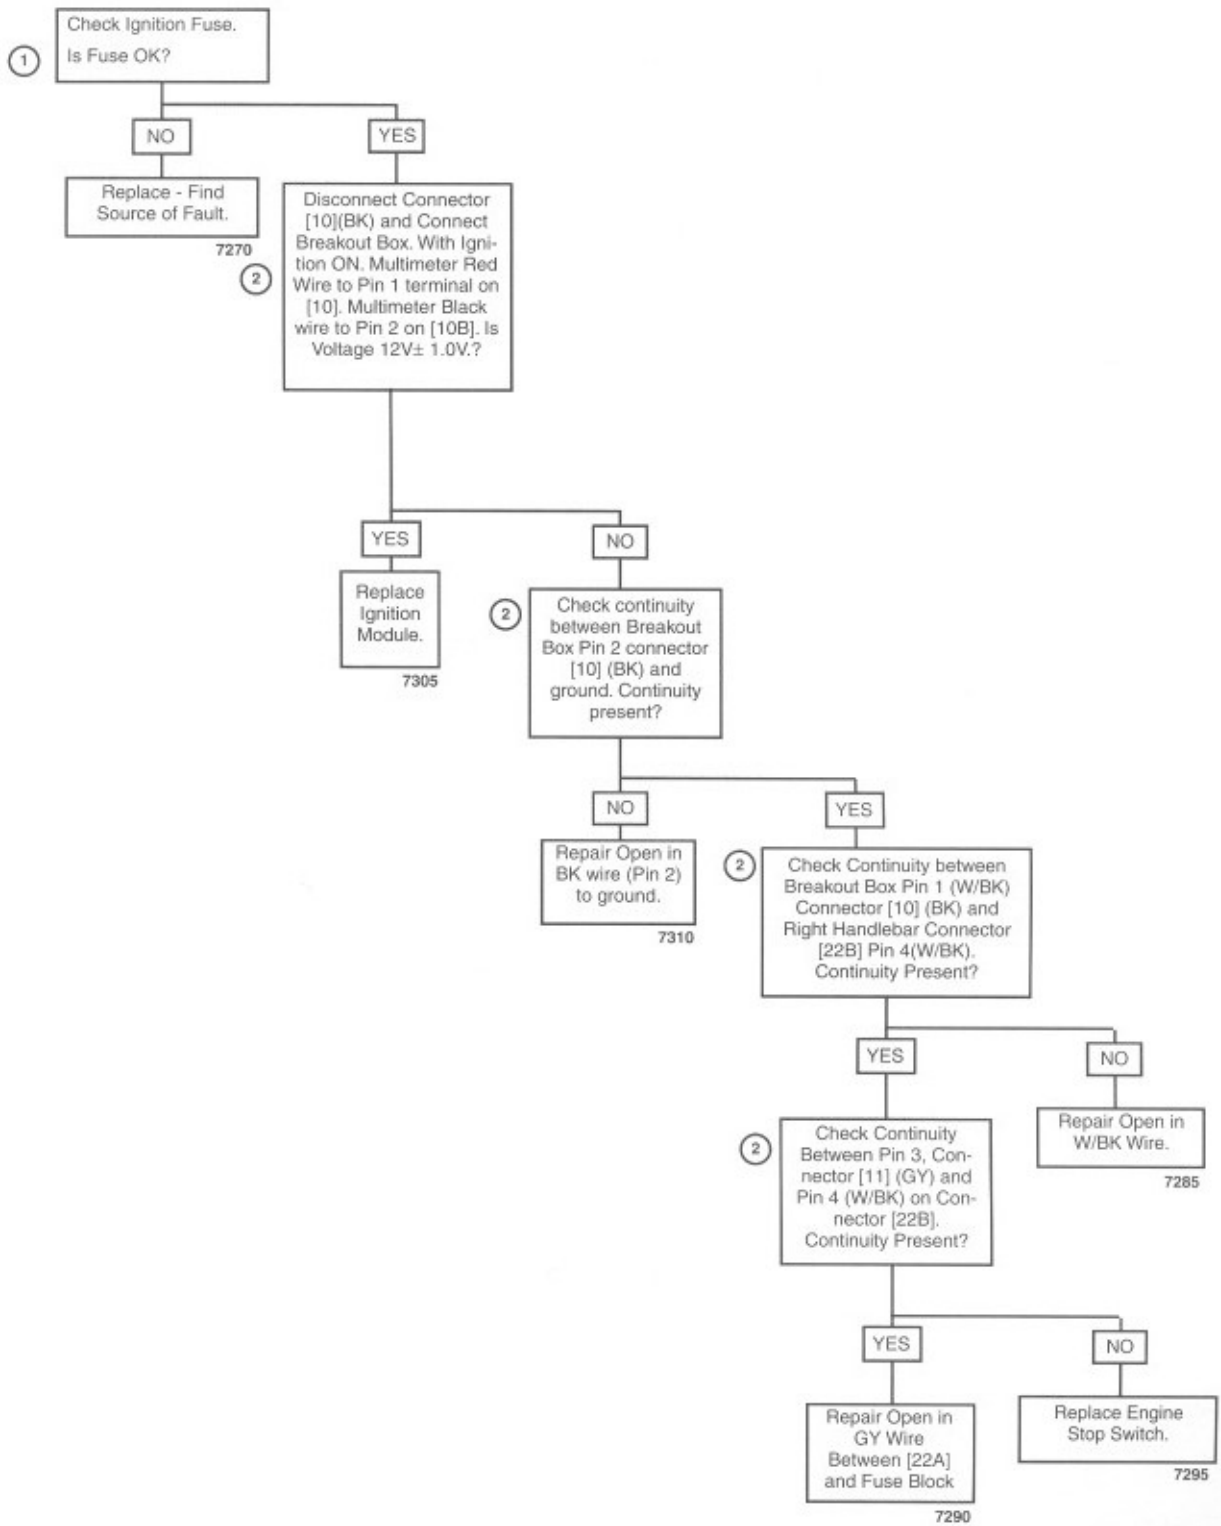 Check Ignition Fuse.
Is Fuse OK?
1
NO
YES
Replace - Find
Source of Fault.
7270
2
Disconnect Connector
[10](BK) and Connect
Breakout Box. With Igni-
tion ON. Multimeter Red
Wire to Pin 1 terminal on
[10]. Multimeter Black
wire to Pin 2 on [10B]. Is
Voltage 12V± 1.0V.?
YES
NO
Replace
Ignition
Module.
7305
2
Check continuity
between Breakout
Box Pin 2 connector
[10] (BK) and
ground. Continuity
present?
NO
YES
Repair Open in
BK wire (Pin 2)
to ground.
7310
2
Check Continuity between
Breakout Box Pin 1 (W/BK)
Connector [10] (BK) and
Right Handlebar Connector
[22B] Pin 4(W/BK).
Continuity Present?
YES
NO
Repair Open in
W/BK Wire.
7285
2
Check Continuity
Between Pin 3, Con-
nector [11] (GY) and
Pin 4 (W/BK) on Con-
nector [22B].
Continuity Present?
YES
NO
Repair Open in
GY Wire
Between [22A]
and Fuse Block
7290
Replace Engine
Stop Switch.
7295